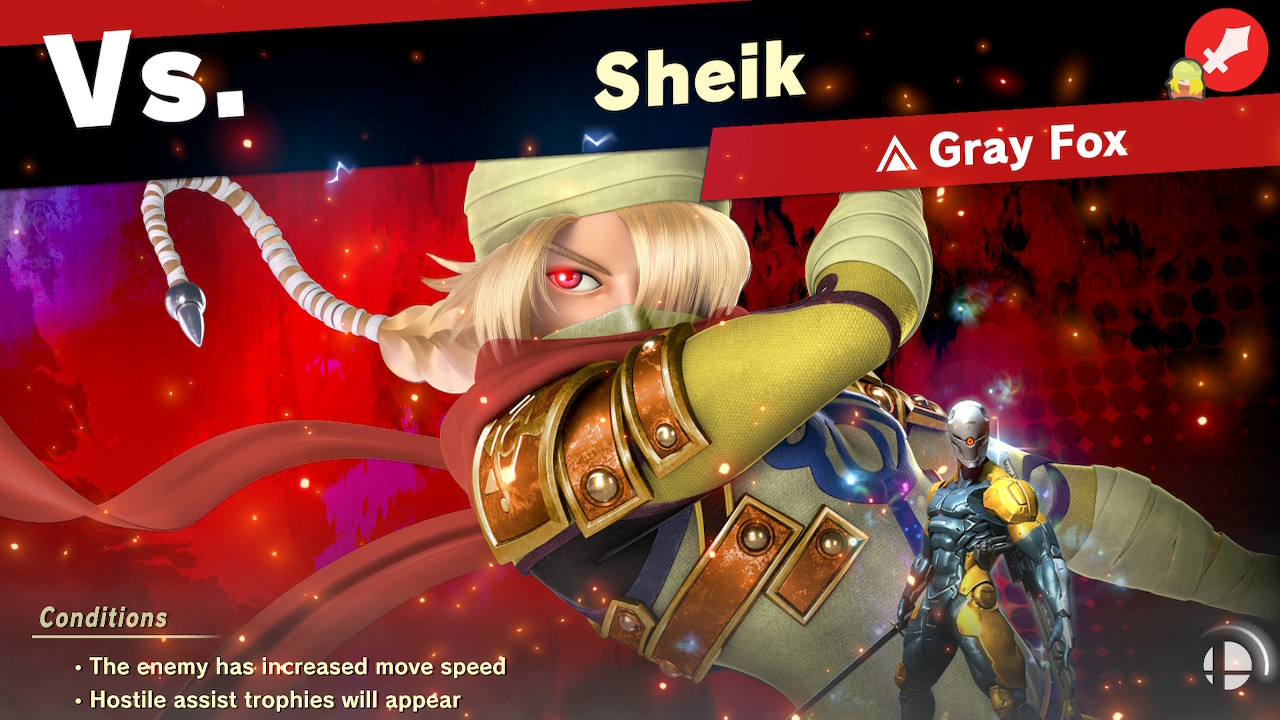 Vs.
Sheik
Gray Fox
Conditions
• The enemy has increased move speed
• Hostile assist trophies will appear